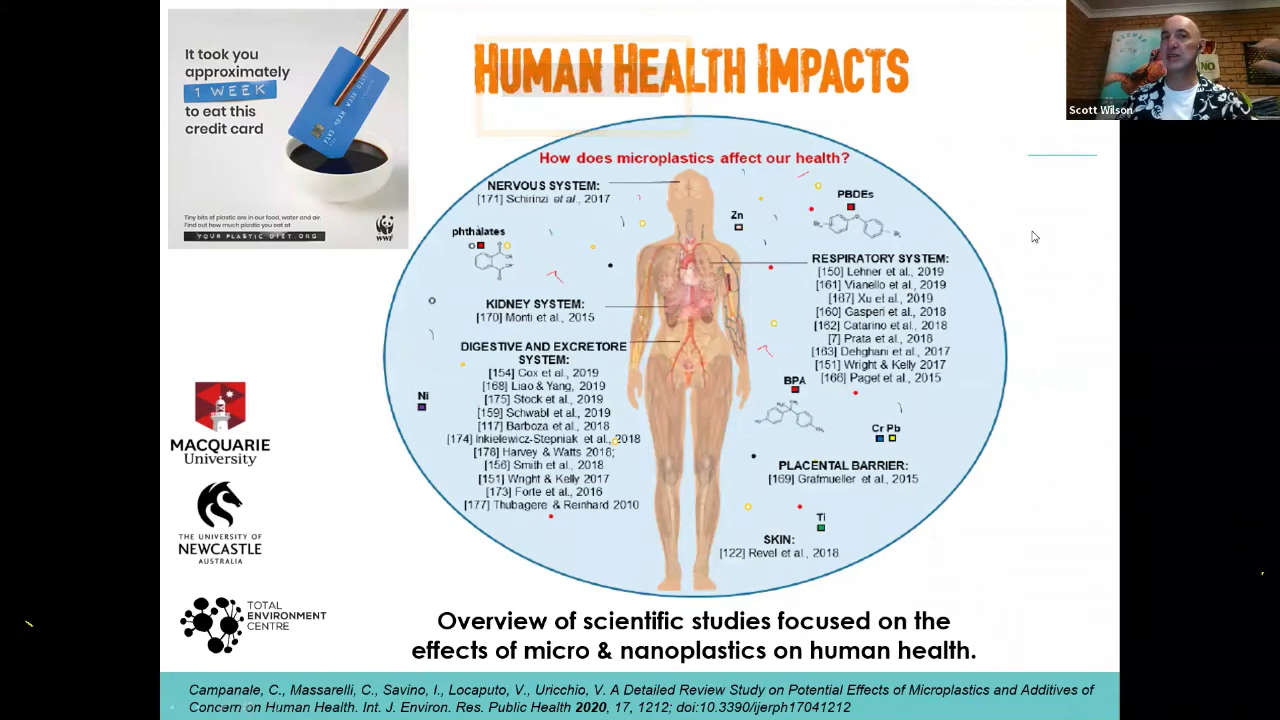 It took you
approximately
1 WEEK
to eat this
credit card
Tiny bits of plastic are in our food, water and air.
Find out how much plastic you eat at
YOUR PLASTIC DIET.ORG
WWF
HUMAN HEALTH IMPACTS
Scott Wilson
NO
How does microplastics affect our health?
NERVOUS SYSTEM:
[171] Schirinzi et al., 2017
phthalates
Zn
PBDEs
RESPIRATORY SYSTEM:
[150] Lehner et al., 2019
[161] Vianello et al., 2019
[167] Xu et al., 2019
[160] Gasperi et al., 2018
[162] Catarino et al., 2018
[7] Prata et al., 2018
[163] Dehghani et al., 2017
[151] Wright & Kelly 2017
[166] Paget et al., 2015
KIDNEY SYSTEM:
[170] Monti et al., 2015
DIGESTIVE AND EXCRETORE
SYSTEM:
[154] Cox et al., 2019
[168] Liao & Yang, 2019
[175] Stock et al., 2019
[159] Schwabl et al., 2019
[117] Barboza et al., 2018
[174] Inkielewicz-Stepniak et al., 2018
[176] Harvey & Watts 2018;
[156] Smith et al., 2018
[151] Wright & Kelly 2017
[173] Forte et al., 2016
[177] Thubagere & Reinhard 2010
Ni
BPA
Cr Pb
PLACENTAL BARRIER:
[169] Grafmueller et al., 2015
Ti
SKIN:
[122] Revel et al., 2018
MACQUARIE
University
THE UNIVERSITY OF
NEWCASTLE
AUSTRALIA
TOTAL
ENVIRONMENT
CENTRE
Overview of scientific studies focused on the
effects of micro & nanoplastics on human health.
Campanale, C., Massarelli, C., Savino, I., Locaputo, V., Uricchio, V. A Detailed Review Study on Potential Effects of Microplastics and Additives of
Concern on Human Health. Int. J. Environ. Res. Public Health 2020, 17, 1212; doi:10.3390/ijerph17041212